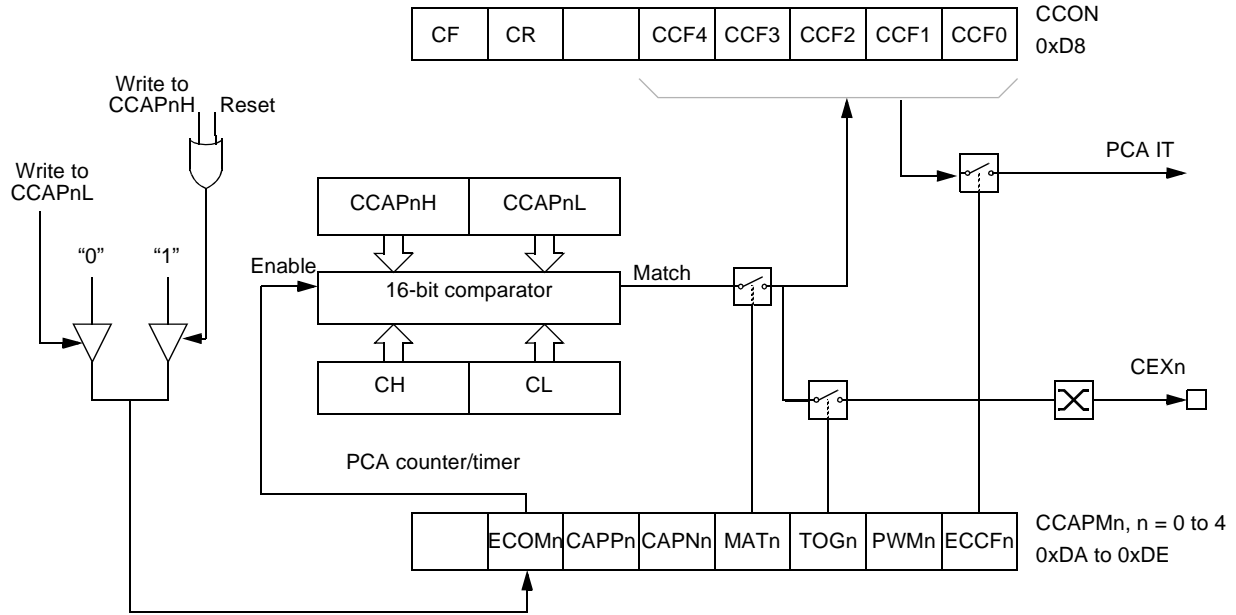 CF CR CCF4 CCF3 CCF2 CCF1 CCF0
CCON
0xD8
Write to
CCAPnH Reset
Write to
CCAPnL
“0” “1”
CCAPnH CCAPnL
Enable
16-bit comparator
Match
CH CL
PCA counter/timer
PCA IT
CEXn
ECOMn CAPPn CAPNn MATn TOGn PWMn ECCFn
CCAPMn, n = 0 to 4
0xDA to 0xDE